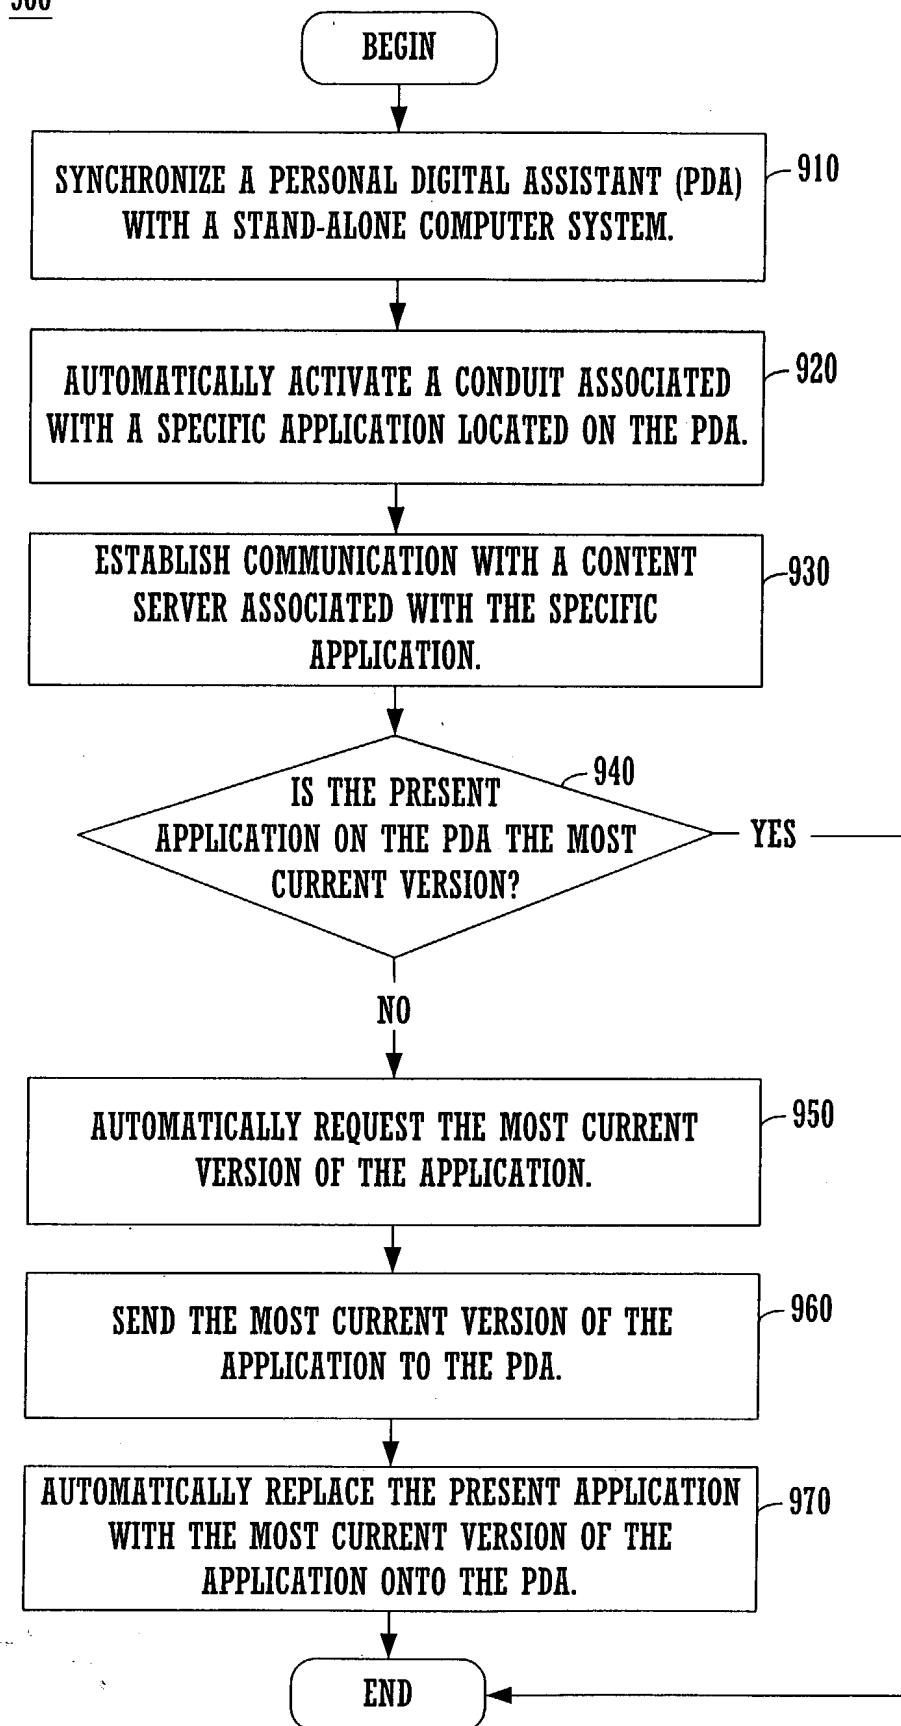 BEGIN
SYNCHRONIZE A PERSONAL DIGITAL ASSISTANT (PDA)
WITH A STAND-ALONE COMPUTER SYSTEM.
910
AUTOMATICALLY ACTIVATE A CONDUIT ASSOCIATED
WITH A SPECIFIC APPLICATION LOCATED ON THE PDA.
920
ESTABLISH COMMUNICATION WITH A CONTENT
SERVER ASSOCIATED WITH THE SPECIFIC
APPLICATION.
930
IS THE PRESENT
APPLICATION ON THE PDA THE MOST
CURRENT VERSION?
940
YES
NO
AUTOMATICALLY REQUEST THE MOST CURRENT
VERSION OF THE APPLICATION.
950
SEND THE MOST CURRENT VERSION OF THE
APPLICATION TO THE PDA.
960
AUTOMATICALLY REPLACE THE PRESENT APPLICATION
WITH THE MOST CURRENT VERSION OF THE
APPLICATION ONTO THE PDA.
970
END